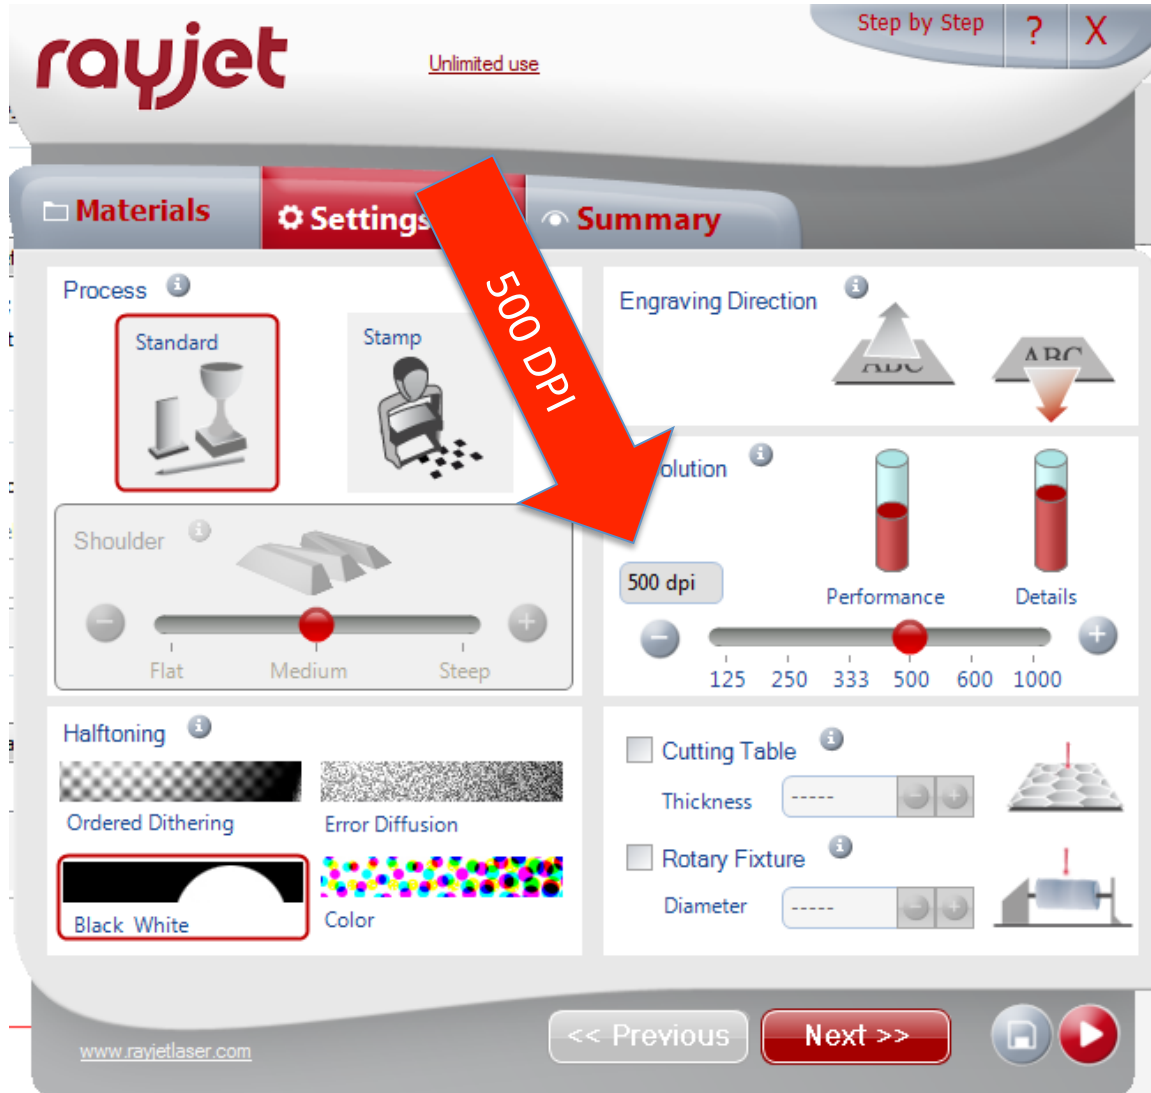 Step by Step ? X
rayjet
Unlimited use
Materials
Settings
Summary
500 DPI
Process
Standard
Stamp
Engraving Direction
ABC
ABC
olution
Shoulder
500 dpi
Performance
Details
Flat Medium Steep
125 250 333 500 600 1000
Halftoning
Ordered Dithering
Error Diffusion
Black White
Color
Cutting Table
Thickness -----
Rotary Fixture
Diameter -----
<< Previous
Next >>
www.rayjetlaser.com